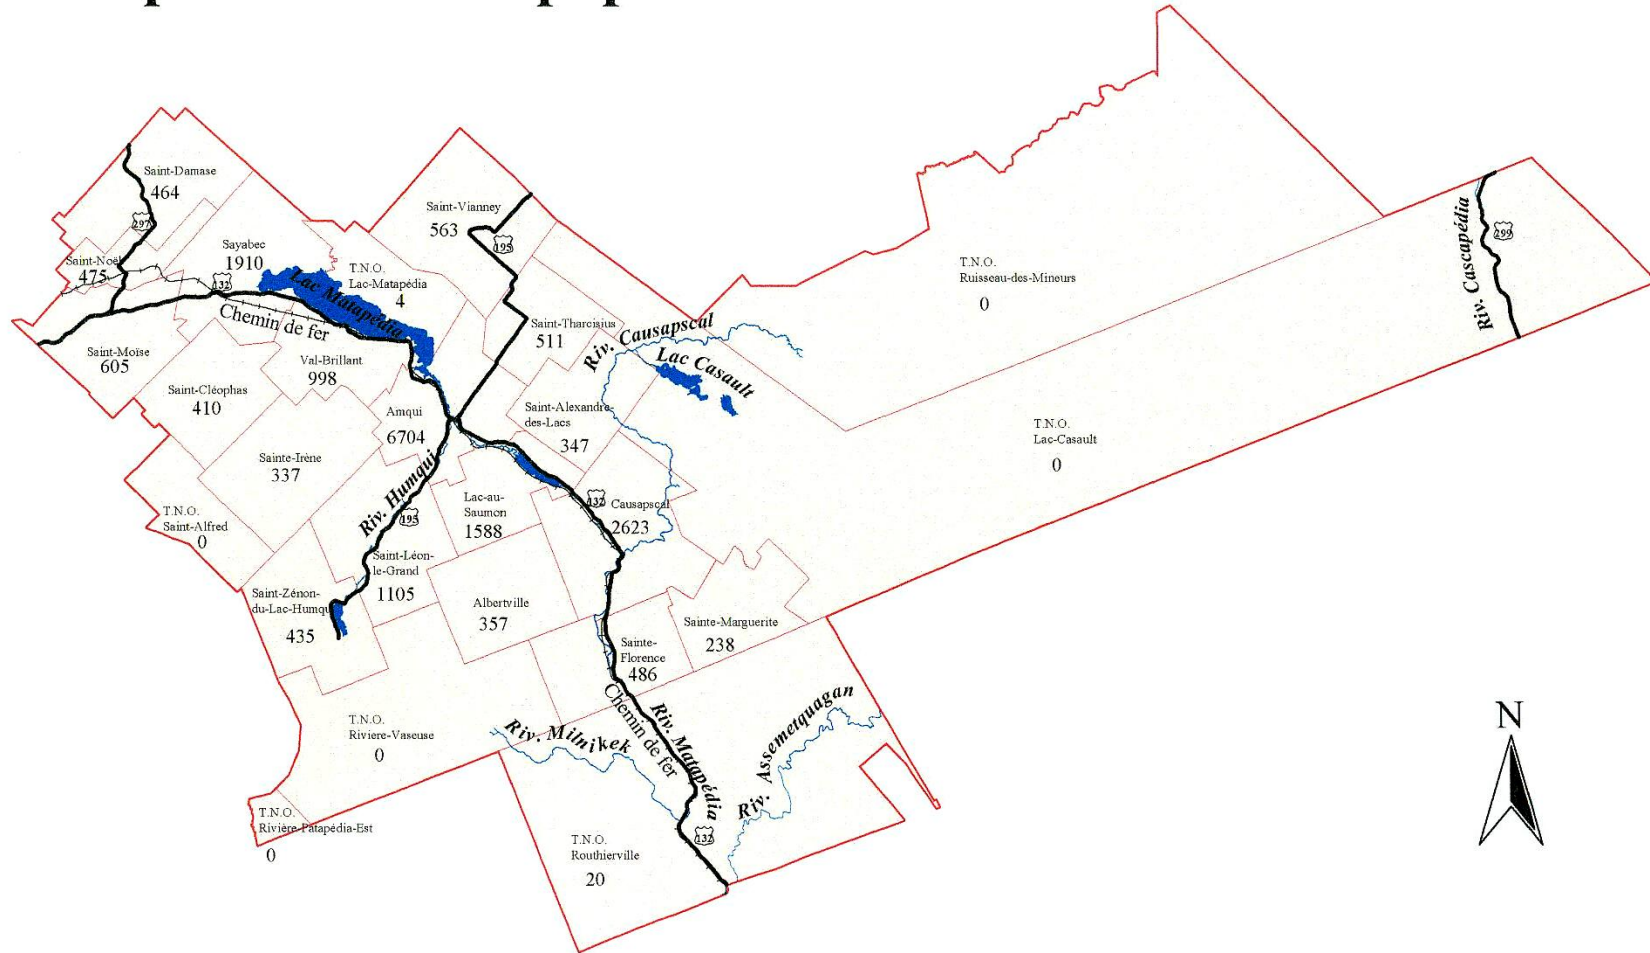 Saint-Damase
464
297
Saint-Noël
475
Sayabec
1910
132
Lac Matapédia
T.N.O.
Lac-Matapédia
4
Chemin de fer
Saint-Vianney
563
195
Saint-Moïse
605
Val-Brillant
998
Saint-Cléophas
410
Saint-Tharcisius
511
Riv. Causapscal
Lac Casault
T.N.O.
Ruisseau-des-Mineurs
0
Riv. Cascapédia
299
Amqui
6704
Saint-Alexandre-
des-Lacs
347
T.N.O.
Lac-Casault
0
Sainte-Irène
337
Riv. Humqui
195
T.N.O.
Saint-Alfred
0
Lac-au-
Saumon
1588
132
Causapscal
2623
Saint-Léon-
le-Grand
1105
Saint-Zénon-
du-Lac-Humqu
435
Albertville
357
Sainte-Marguerite
238
Sainte-
Florence
486
Chemin de fer
Riv. Matapédia
Riv. Milnikek
Riv. Assemetquagan
T.N.O.
Rivière-Vaseuse
0
T.N.O.
Rivière-Patapédia-Est
0
132
T.N.O.
Routhierville
20
N